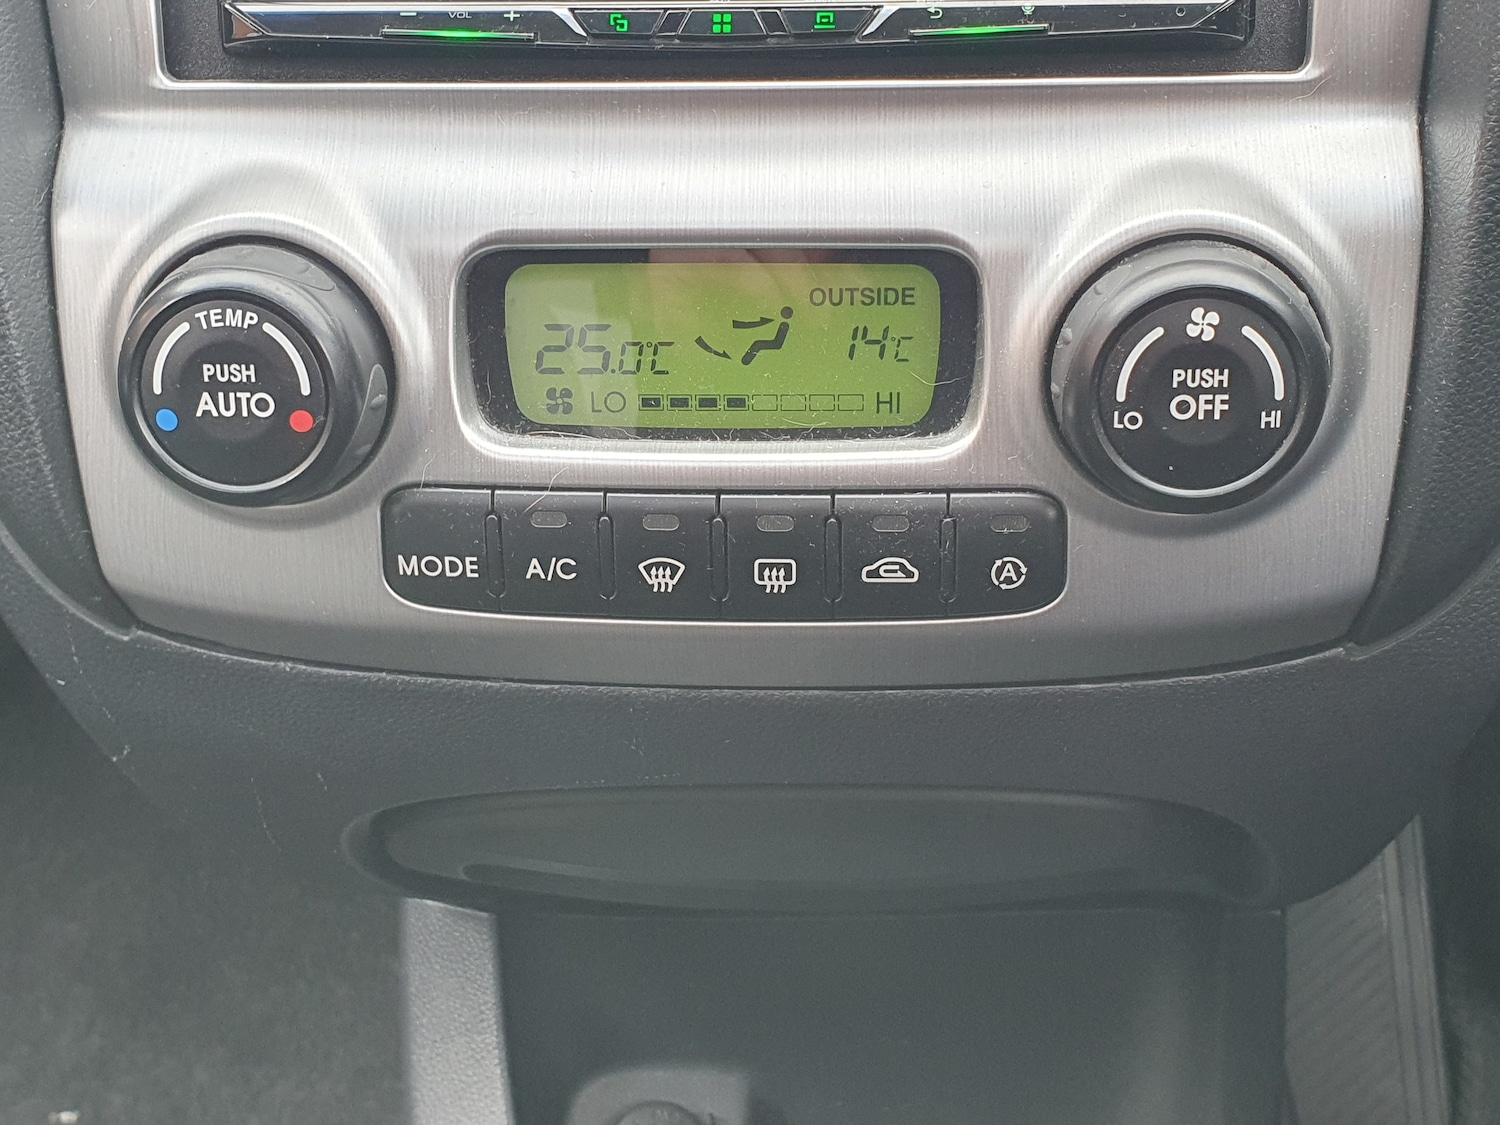 VOL
TEMP
PUSH
AUTO
OUTSIDE
25.0°C
14°C
LO HI
PUSH
OFF
LO HI
MODE
A/C
A